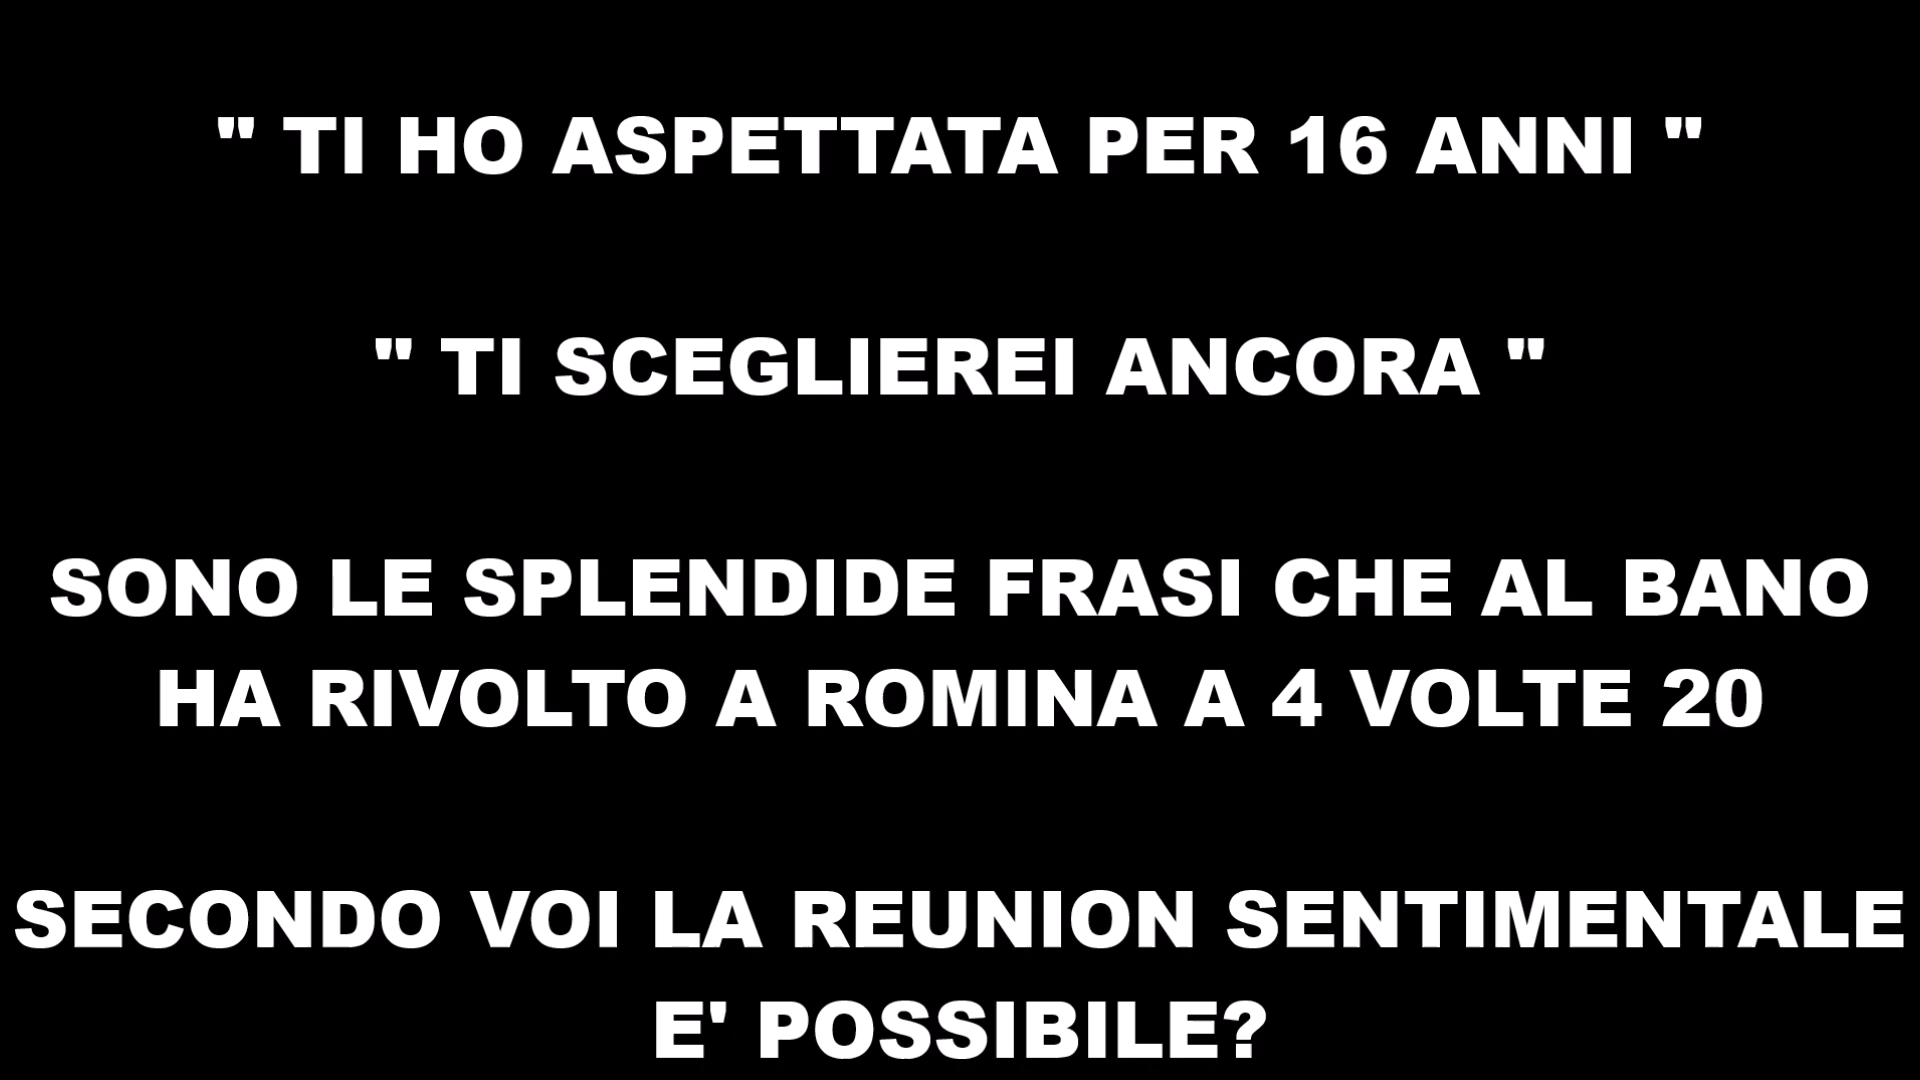 " TI HO ASPETTATA PER 16 ANNI "
" TI SCEGLIEREI ANCORA "
SONO LE SPLENDIDE FRASI CHE AL BANO
HA RIVOLTO A ROMINA A 4 VOLTE 20
SECONDO VOI LA REUNION SENTIMENTALE
E' POSSIBILE?